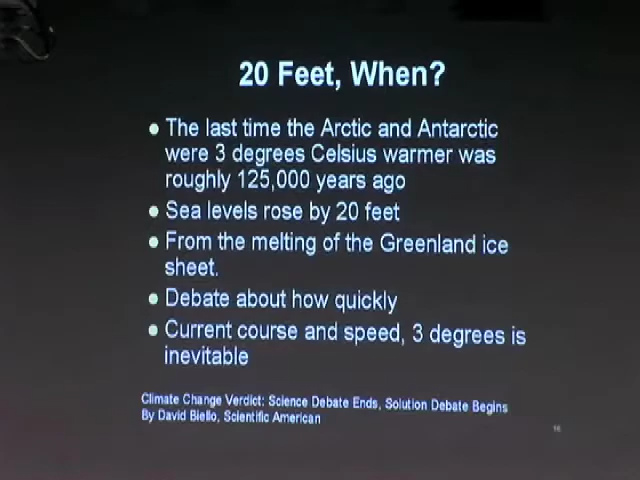 20 Feet, When?
● The last time the Arctic and Antarctic
were 3 degrees Celsius warmer was
roughly 125,000 years ago
● Sea levels rose by 20 feet
● From the melting of the Greenland ice
sheet.
● Debate about how quickly
● Current course and speed, 3 degrees is
inevitable
Climate Change Verdict: Science Debate Ends, Solution Debate Begins
By David Biello, Scientific American
16